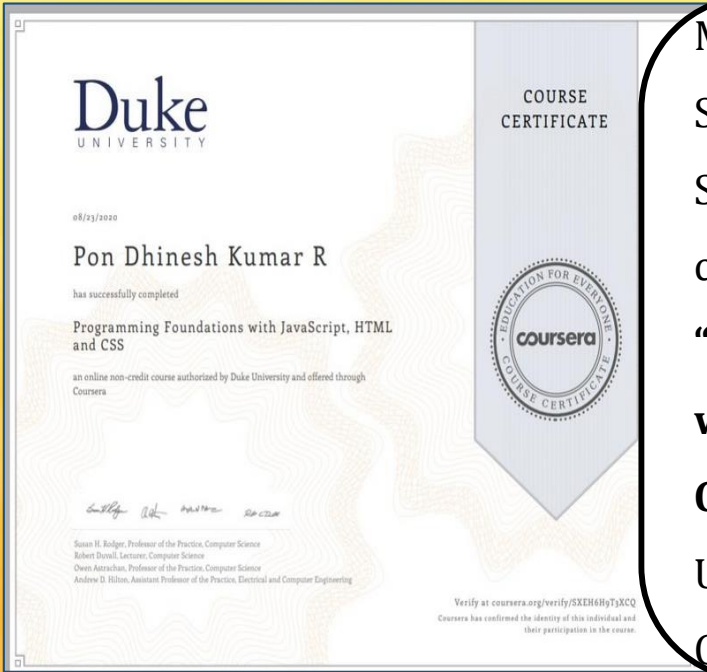 Duke
UNIVERSITY
08/23/2020
Pon Dhinesh Kumar R
has successfully completed
Programming Foundations with JavaScript, HTML
and CSS
an online non-credit course authorized by Duke University and offered through
Coursera
Susan H. Rodger, Professor of the Practice, Computer Science
Robert Duvall, Lecturer, Computer Science
Owen Astrachan, Professor of the Practice, Computer Science
Andrew D. Hilton, Assistant Professor of the Practice, Electrical and Computer Engineering
COURSE
CERTIFICATE
EDUCATION FOR EVERYONE
coursera
COURSE CERTIFICATE
Verify at coursera.org/verify/SXEH6H9T3XCQ
Coursera has confirmed the identity of this individual and
their participation in the course.
M
S
S
“